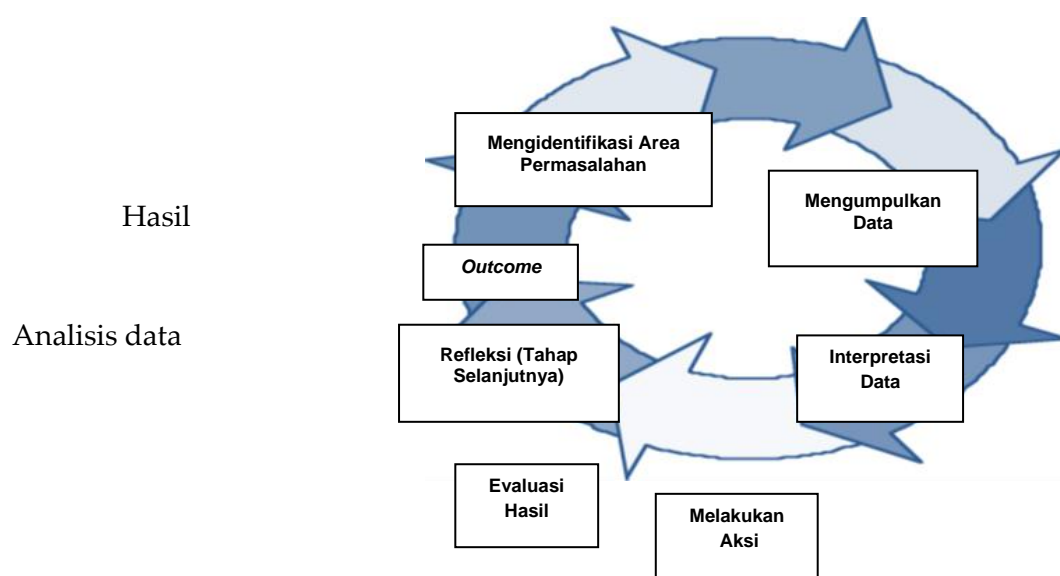 Mengidentifikasi Area
Permasalahan
Mengumpulkan
Data
Hasil
Outcome
Analisis data
Refleksi (Tahap
Selanjutnya)
Interpretasi
Data
Evaluasi
Hasil
Melakukan
Aksi